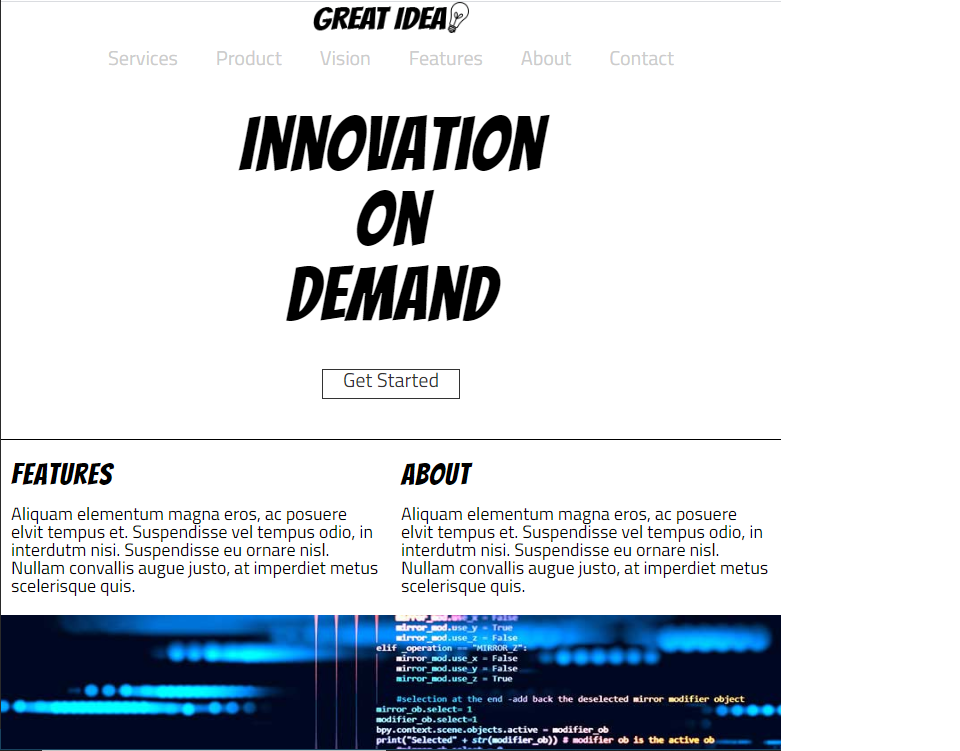 GREAT IDEA!
Services Product Vision Features About Contact
INNOVATION
ON
DEMAND
Get Started
FEATURES
Aliquam elementum magna eros, ac posuere
elvit tempus et. Suspendisse vel tempus odio, in
interdutm nisi. Suspendisse eu ornare nisl.
Nullam convallis augue justo, at imperdiet metus
scelerisque quis.
ABOUT
Aliquam elementum magna eros, ac posuere
elvit tempus et. Suspendisse vel tempus odio, in
interdutm nisi. Suspendisse eu ornare nisl.
Nullam convallis augue justo, at imperdiet metus
scelerisque quis.
mirror_mod.use_x = False
mirror_mod.use_y = True
mirror_mod.use_z = False
elif _operation == "MIRROR_Z":
mirror_mod.use_x = False
mirror_mod.use_y = False
mirror_mod.use_z = True
#selection at the end -add back the deselected mirror modifier object
mirror_ob.select= 1
modifier_ob.select=1
bpy.context.scene.objects.active = modifier_ob
print("Selected" + str(modifier_ob)) # modifier ob is the active ob